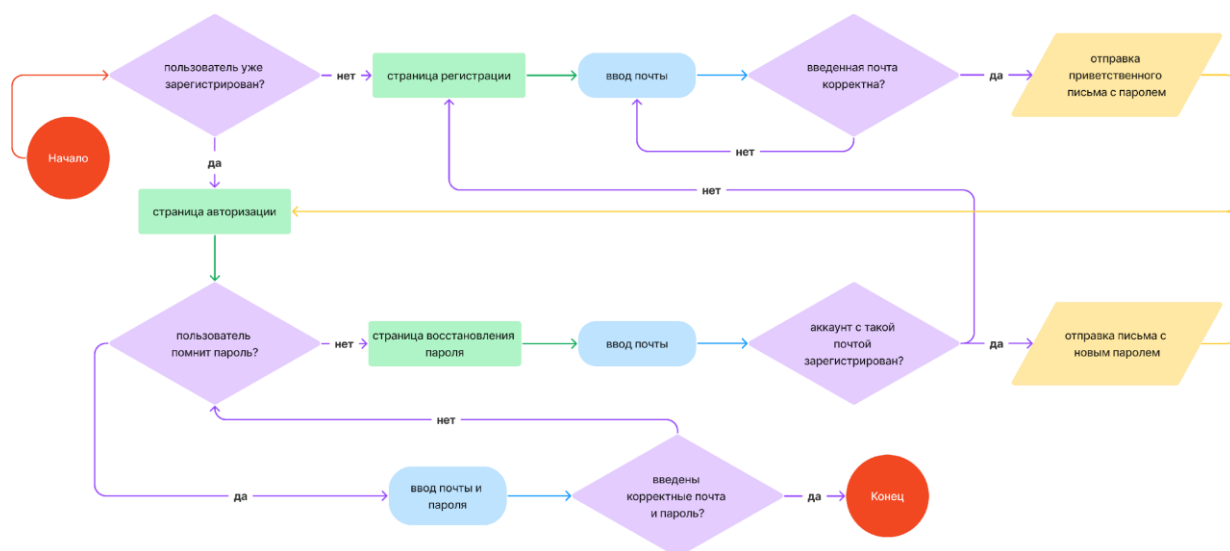 пользователь уже
зарегистрирован?
нет
страница регистрации
ввод почты
введенная почта
корректна?
да
отправка
приветственного
письма с паролем
Начало
да
нет
нет
страница авторизации
пользователь
помнит пароль?
нет
страница восстановления
пароля
ввод почты
аккаунт с такой
почтой
зарегистрирован?
да
отправка письма с
новым паролем
нет
да
ввод почты и
пароля
введены
корректные почта
и пароль?
да
Конец